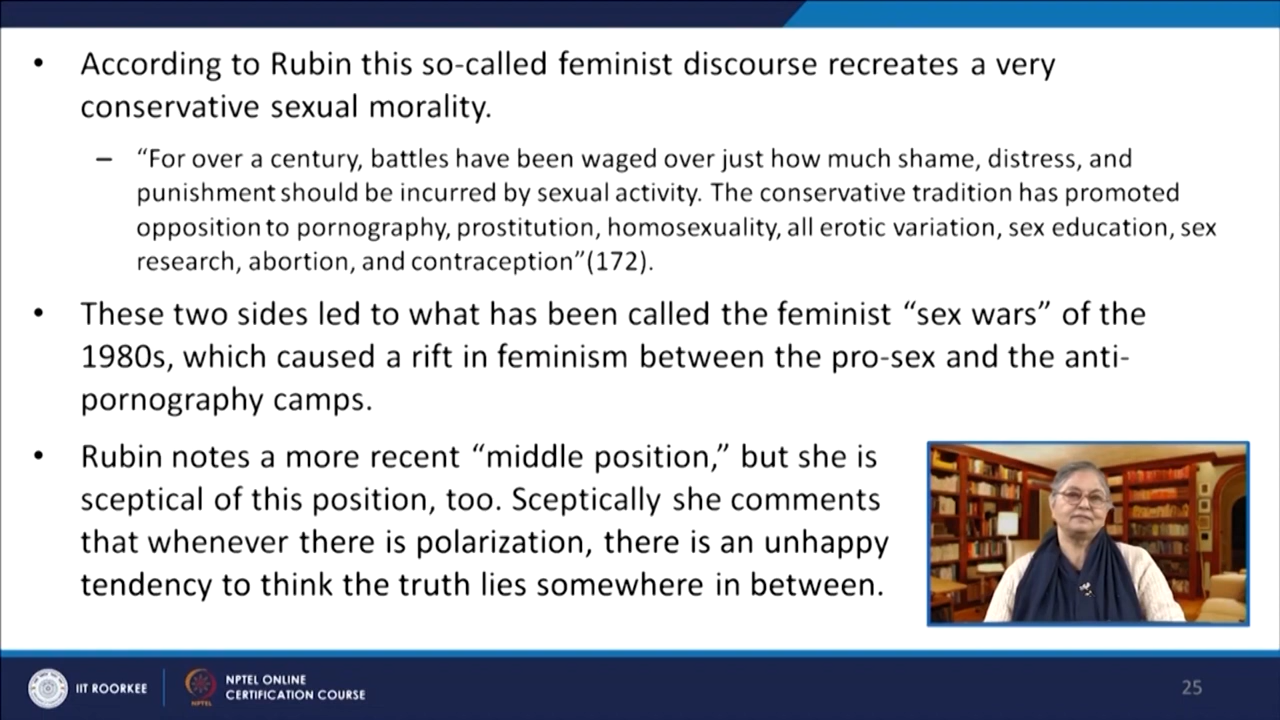 • According to Rubin this so-called feminist discourse recreates a very
conservative sexual morality.
– “For over a century, battles have been waged over just how much shame, distress, and
punishment should be incurred by sexual activity. The conservative tradition has promoted
opposition to pornography, prostitution, homosexuality, all erotic variation, sex education, sex
research, abortion, and contraception”(172).
• These two sides led to what has been called the feminist “sex wars” of the
1980s, which caused a rift in feminism between the pro-sex and the anti-
pornography camps.
• Rubin notes a more recent “middle position,” but she is
sceptical of this position, too. Sceptically she comments
that whenever there is polarization, there is an unhappy
tendency to think the truth lies somewhere in between.
IIT ROORKEE
NPTEL
NPTEL ONLINE
CERTIFICATION COURSE
25